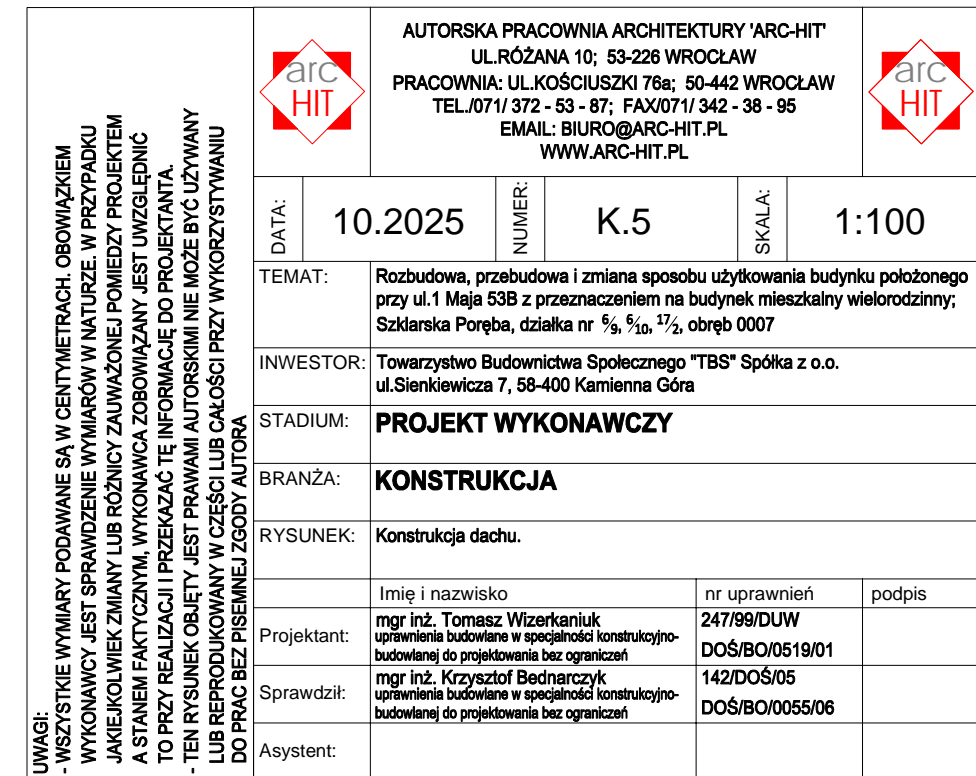 UWAGI:
- WSZYSTKIE WYMIARY PODAWANE SĄ W CENTYMETRACH. OBOWIĄZKIEM
WYKONAWCY JEST SPRAWDZENIE WYMIARÓW W NATURZE. W PRZYPADKU
JAKIEJKOLWIEK ZMIANY LUB RÓŻNICY ZAUWAŻONEJ POMIEDZY PROJEKTEM
A STANEM FAKTYCZNYM, WYKONAWCA ZOBOWIĄZANY JEST UWZGLĘDNIĆ
TO PRZY REALIZACJI I PRZEKAZAĆ TĘ INFORMACJĘ DO PROJEKTANTA.
- TEN RYSUNEK OBJĘTY JEST PRAWAMI AUTORSKIMI NIE MOŻE BYĆ UŻYWANY
LUB REPRODUKOWANY W CZĘŚCI LUB CAŁOŚCI PRZY WYKORZYSTYWANIU
DO PRAC BEZ PISEMNEJ ZGODY AUTORA
arc
HIT
AUTORSKA PRACOWNIA ARCHITEKTURY 'ARC-HIT'
UL.RÓŻANA 10; 53-226 WROCŁAW
PRACOWNIA: UL.KOŚCIUSZKI 76a; 50-442 WROCŁAW
TEL./071/ 372 - 53 - 87; FAX/071/ 342 - 38 - 95
EMAIL: BIURO@ARC-HIT.PL
WWW.ARC-HIT.PL
arc
HIT
DATA: 10.2025 NUMER: K.5 SKALA: 1:100
TEMAT: Rozbudowa, przebudowa i zmiana sposobu użytkowania budynku położonego
przy ul.1 Maja 53B z przeznaczeniem na budynek mieszkalny wielorodzinny;
Szklarska Poręba, działka nr 6/9, 6/10, 17/2, obręb 0007
INWESTOR: Towarzystwo Budownictwa Społecznego "TBS" Spółka z o.o.
ul.Sienkiewicza 7, 58-400 Kamienna Góra
STADIUM: PROJEKT WYKONAWCZY
BRANŻA: KONSTRUKCJA
RYSUNEK: Konstrukcja dachu.
Imię i nazwisko nr uprawnień podpis
Projektant: mgr inż. Tomasz Wizerkaniuk 247/99/DUW
uprawnienia budowlane w specjalności konstrukcyjno-
budowlanej do projektowania bez ograniczeń DOŚ/BO/0519/01
Sprawdził: mgr inż. Krzysztof Bednarczyk 142/DOŚ/05
uprawnienia budowlane w specjalności konstrukcyjno-
budowlanej do projektowania bez ograniczeń DOŚ/BO/0055/06
Asystent: